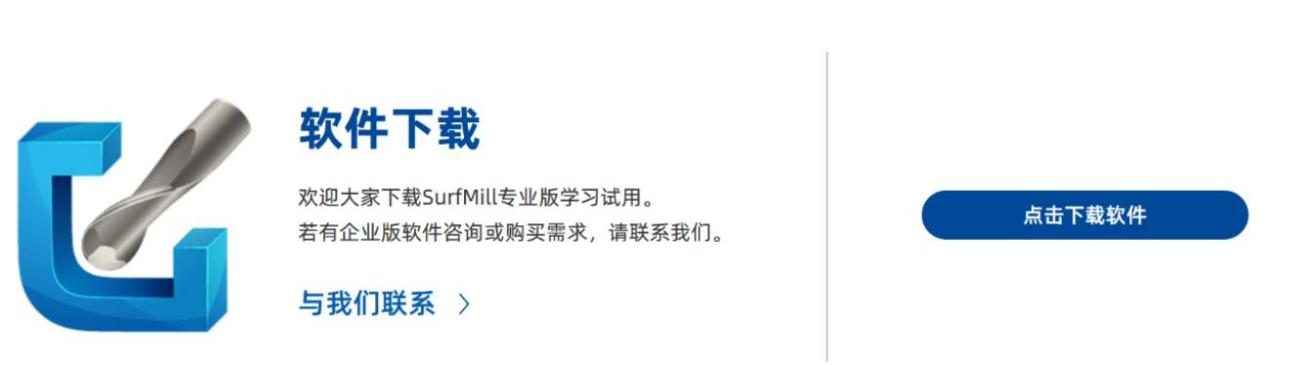 软件下载
欢迎大家下载SurfMill专业版学习试用。
若有企业版软件咨询或购买需求，请联系我们。
与我们联系 >
点击下载软件